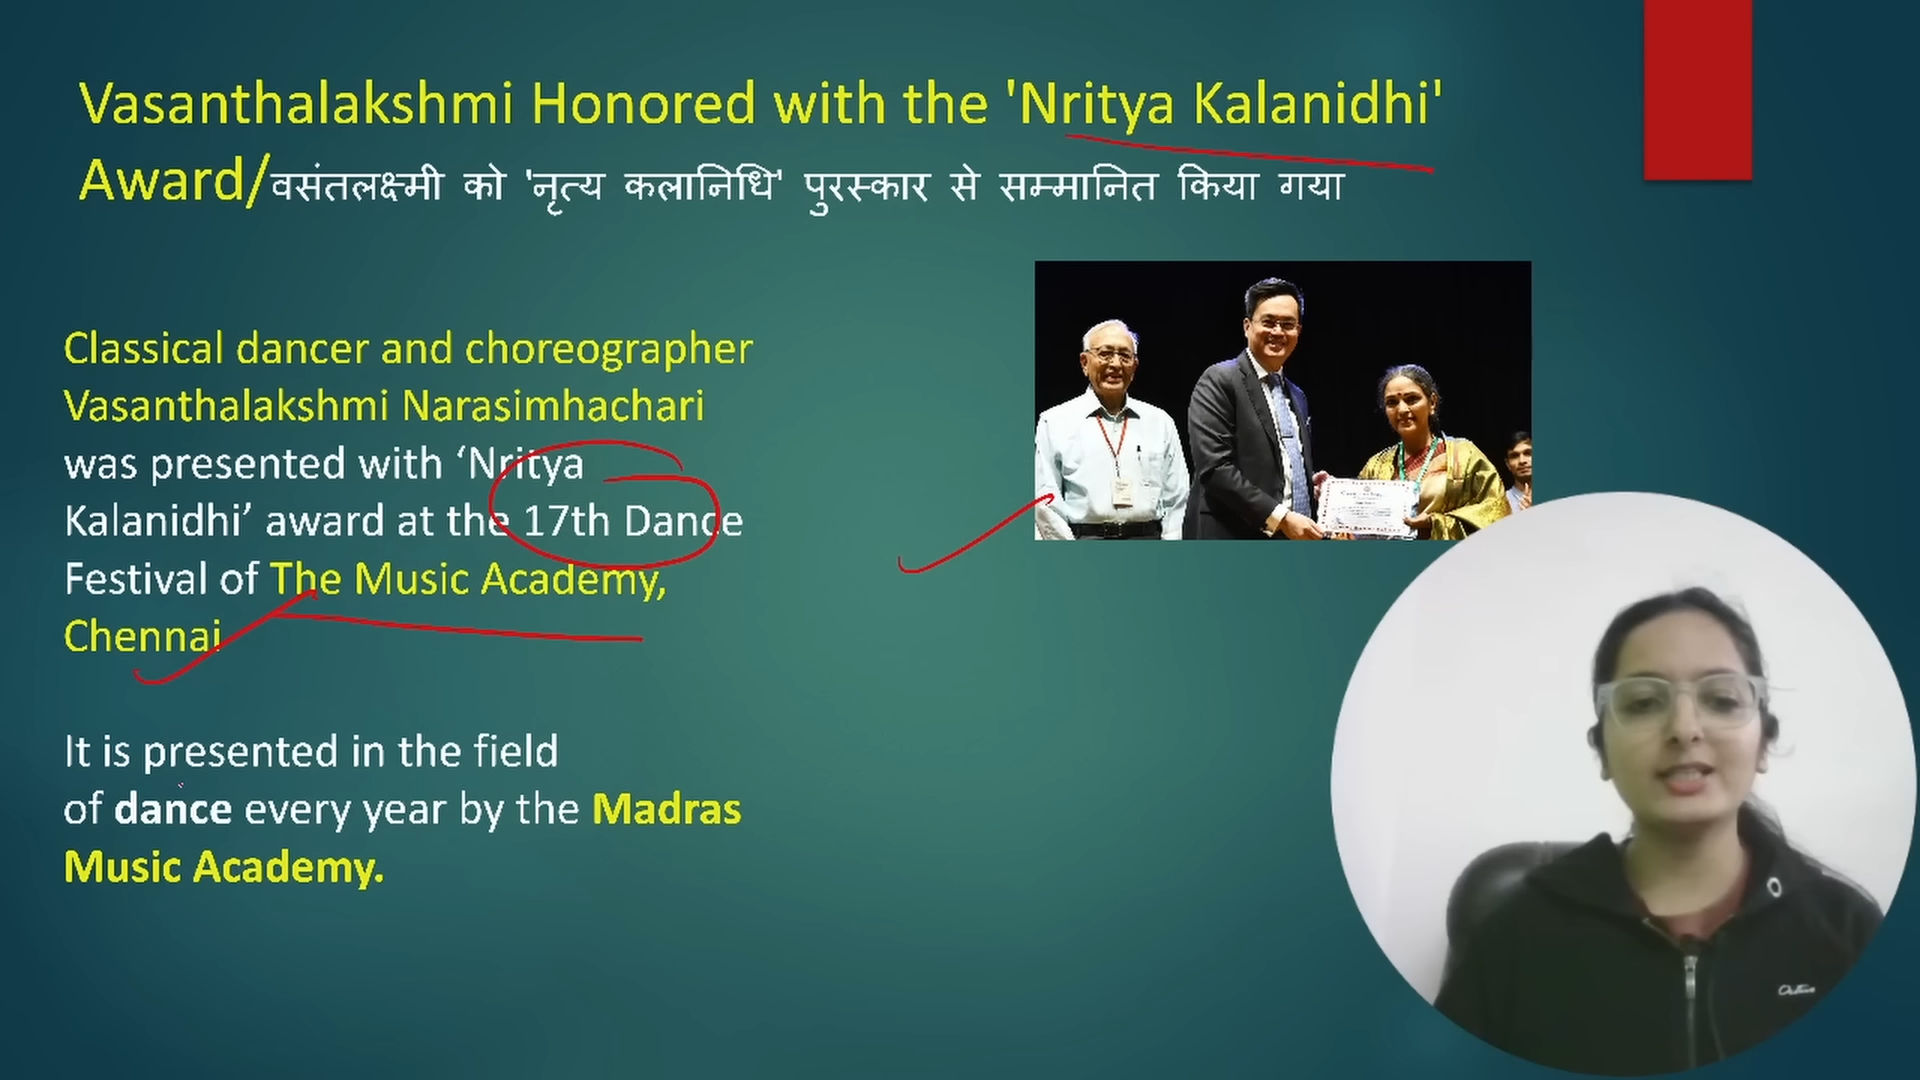 Vasanthalakshmi Honored with the 'Nritya Kalanidhi'
Award/वसंतलक्ष्मी को 'नृत्य कलानिधि' पुरस्कार से सम्मानित किया गया
Classical dancer and choreographer
Vasanthalakshmi Narasimhachari
was presented with ‘Nritya
Kalanidhi’ award at the 17th Dance
Festival of The Music Academy,
Chennai
It is presented in the field
of dance every year by the Madras
Music Academy.